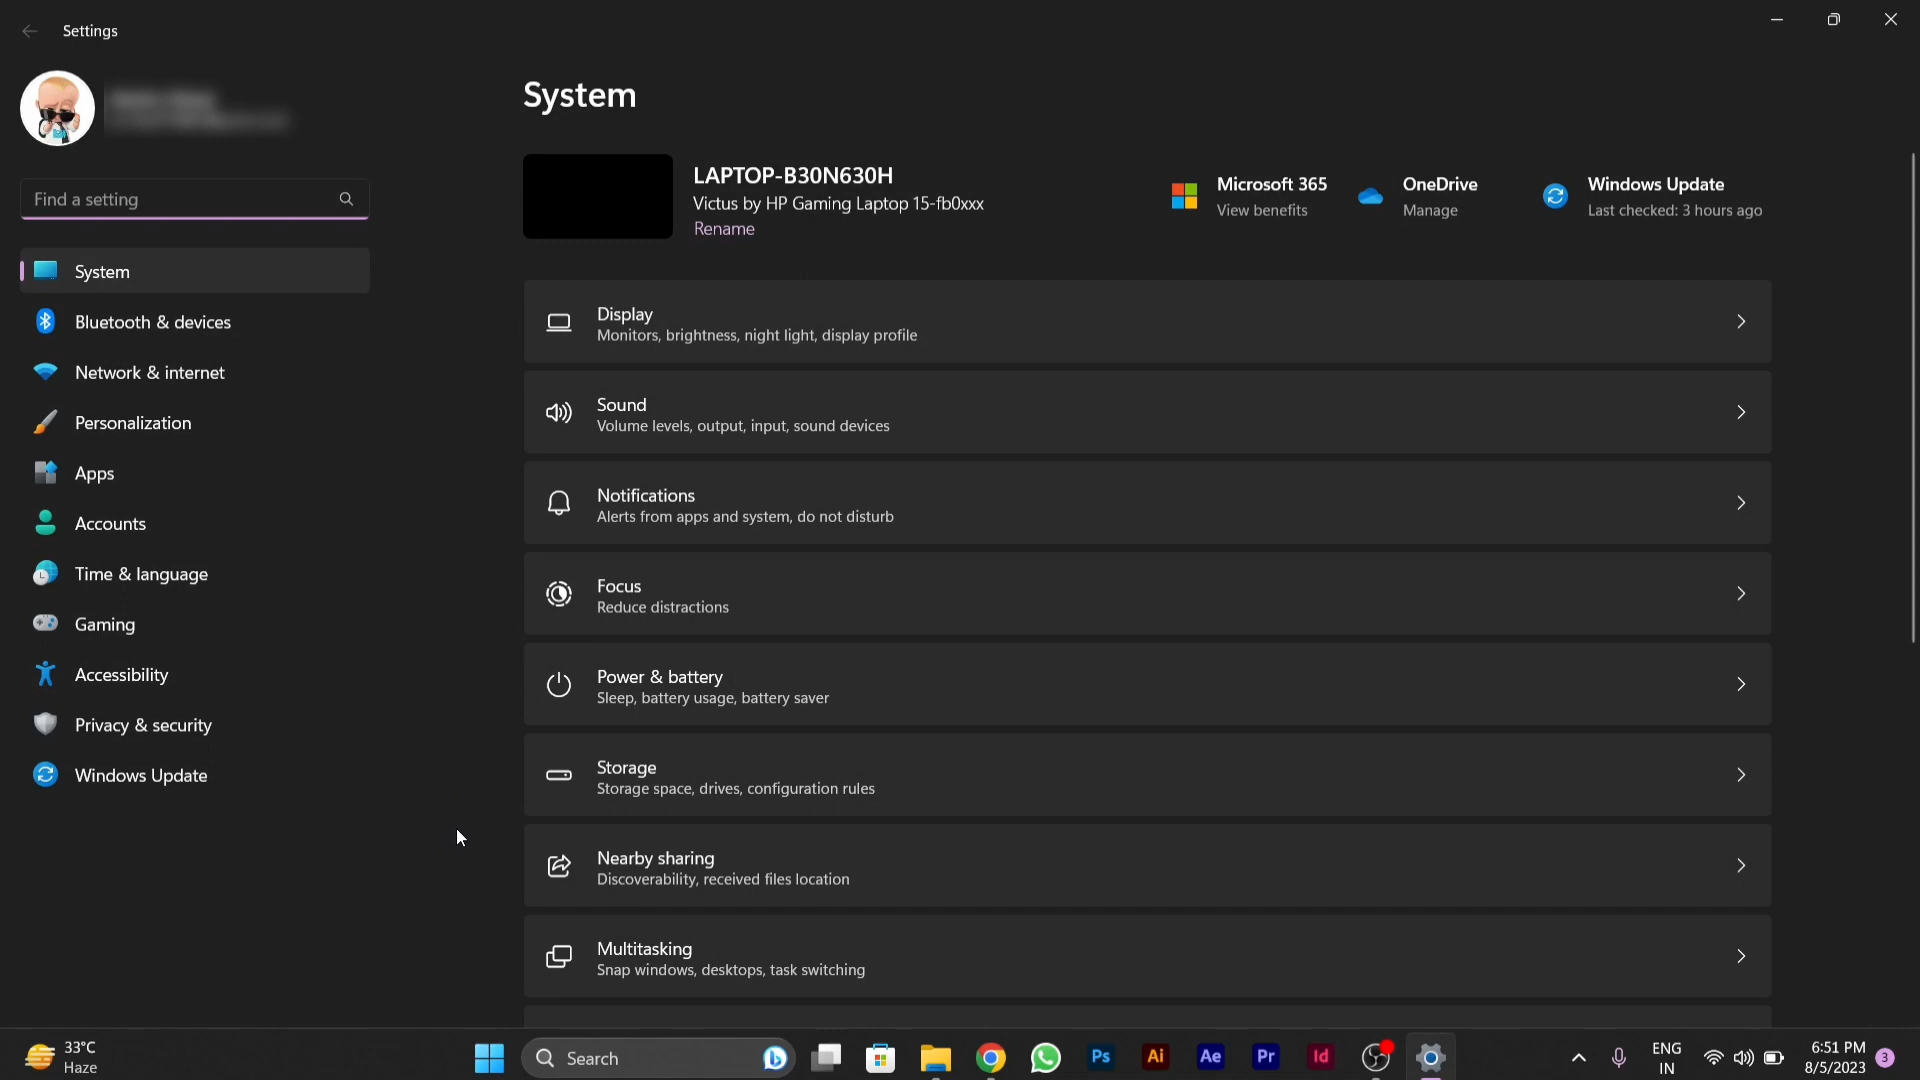 Settings
System
Find a setting
LAPTOP-B30N630H
Victus by HP Gaming Laptop 15-fb0xxx
Rename
Microsoft 365
View benefits
OneDrive
Manage
Windows Update
Last checked: 3 hours ago
System
Bluetooth & devices
Network & internet
Personalization
Apps
Accounts
Time & language
Gaming
Accessibility
Privacy & security
Windows Update
Display
Monitors, brightness, night light, display profile
Sound
Volume levels, output, input, sound devices
Notifications
Alerts from apps and system, do not disturb
Focus
Reduce distractions
Power & battery
Sleep, battery usage, battery saver
Storage
Storage space, drives, configuration rules
Nearby sharing
Discoverability, received files location
Multitasking
Snap windows, desktops, task switching
33°C
Haze
Search
Ps
Ai
Ae
Pr
Id
ENG
IN
6:51 PM
8/5/2023
3